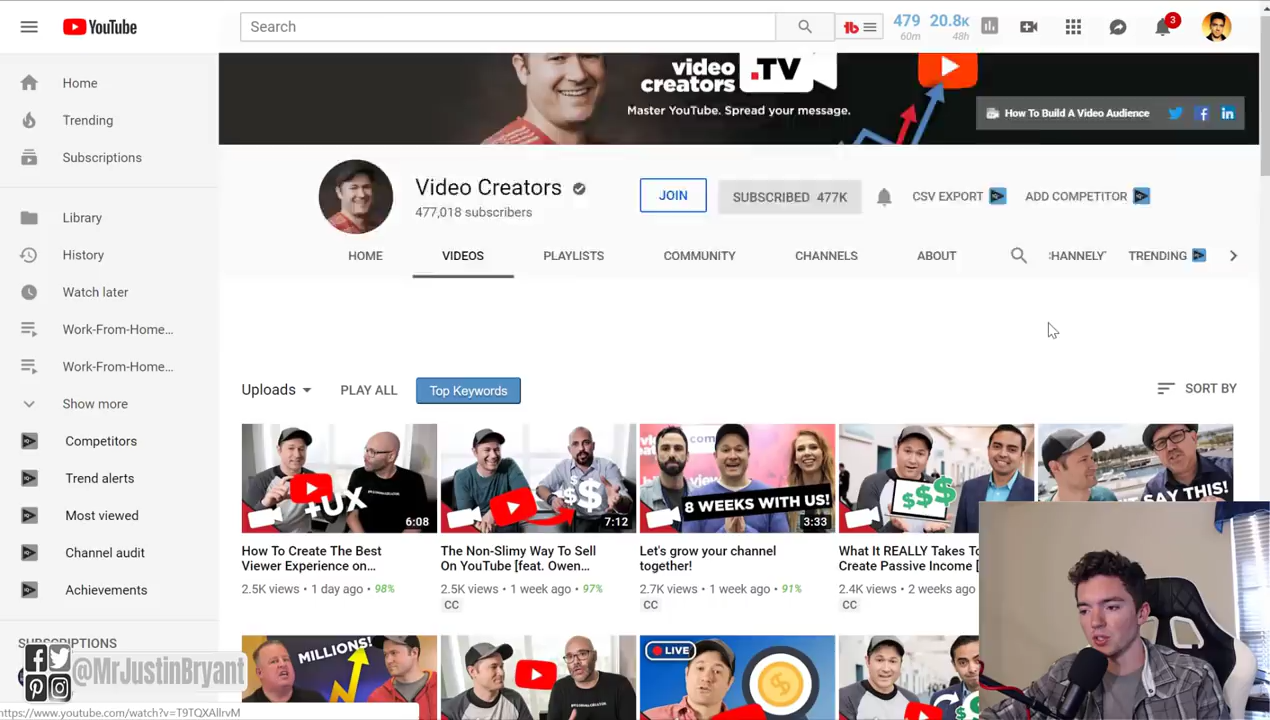 YouTube
Search
479
60m
20.8K
48h
3
Home
Trending
Subscriptions
Library
History
Watch later
Work-From-Home...
Work-From-Home...
Show more
Competitors
Trend alerts
Most viewed
Channel audit
Achievements
SUBSCRIPTIONS
@MrJustinBryant
https://www.youtube.com/watch?v=T9TQXAllrvM
video
creators
.TV
Master YouTube. Spread your message.
How To Build A Video Audience
Video Creators
477,018 subscribers
JOIN
SUBSCRIBED 477K
CSV EXPORT
ADD COMPETITOR
HOME
VIDEOS
PLAYLISTS
COMMUNITY
CHANNELS
ABOUT
CHANNELY
TRENDING
Uploads
PLAY ALL
Top Keywords
SORT BY
+UX
6:08
How To Create The Best
Viewer Experience on...
2.5K views • 1 day ago • 98%
$
7:12
The Non-Slimy Way To Sell
On YouTube [feat. Owen...
2.5K views • 1 week ago • 97%
CC
8 WEEKS WITH US!
3:33
Let's grow your channel
together!
2.7K views • 1 week ago • 91%
CC
$$$
What It REALLY Takes To
Create Passive Income [
2.4K views • 2 weeks ago
CC
SAY THIS!
MILLIONS!
LIVE
$